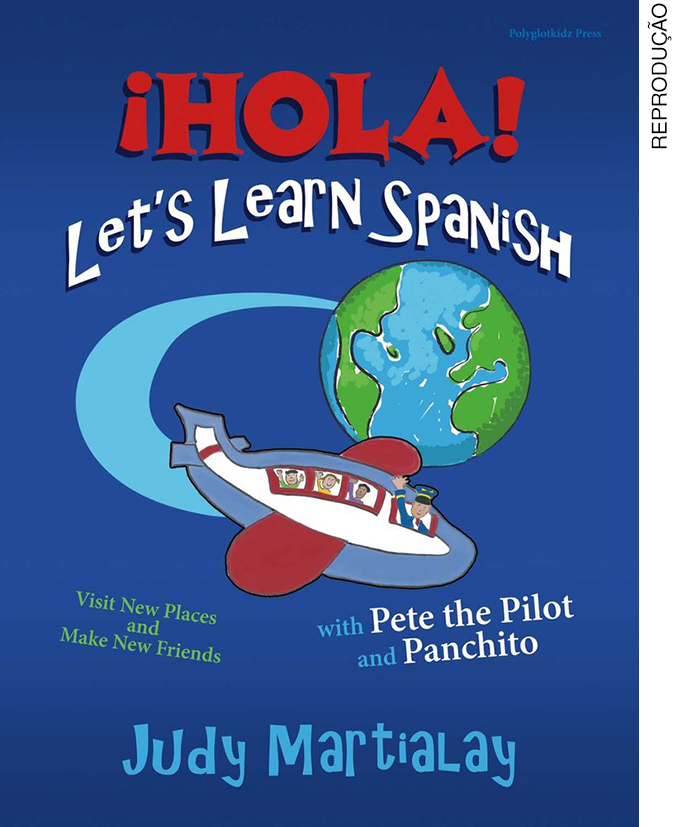 Polyglotkidz Press
REPRODUÇÃO
¡HOLA!
Let's Learn Spanish
Visit New Places
and
Make New Friends
with Pete the Pilot
and Panchito
Judy Martialay